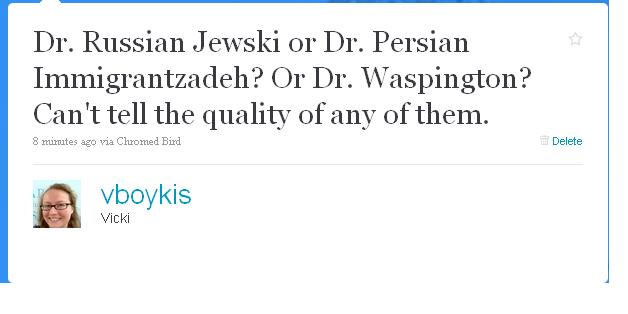 Dr. Russian Jewski or Dr. Persian
Immigrantzadeh? Or Dr. Waspington?
Can't tell the quality of any of them.
8 minutes ago via Chromed Bird
Delete
vboykis
Vicki